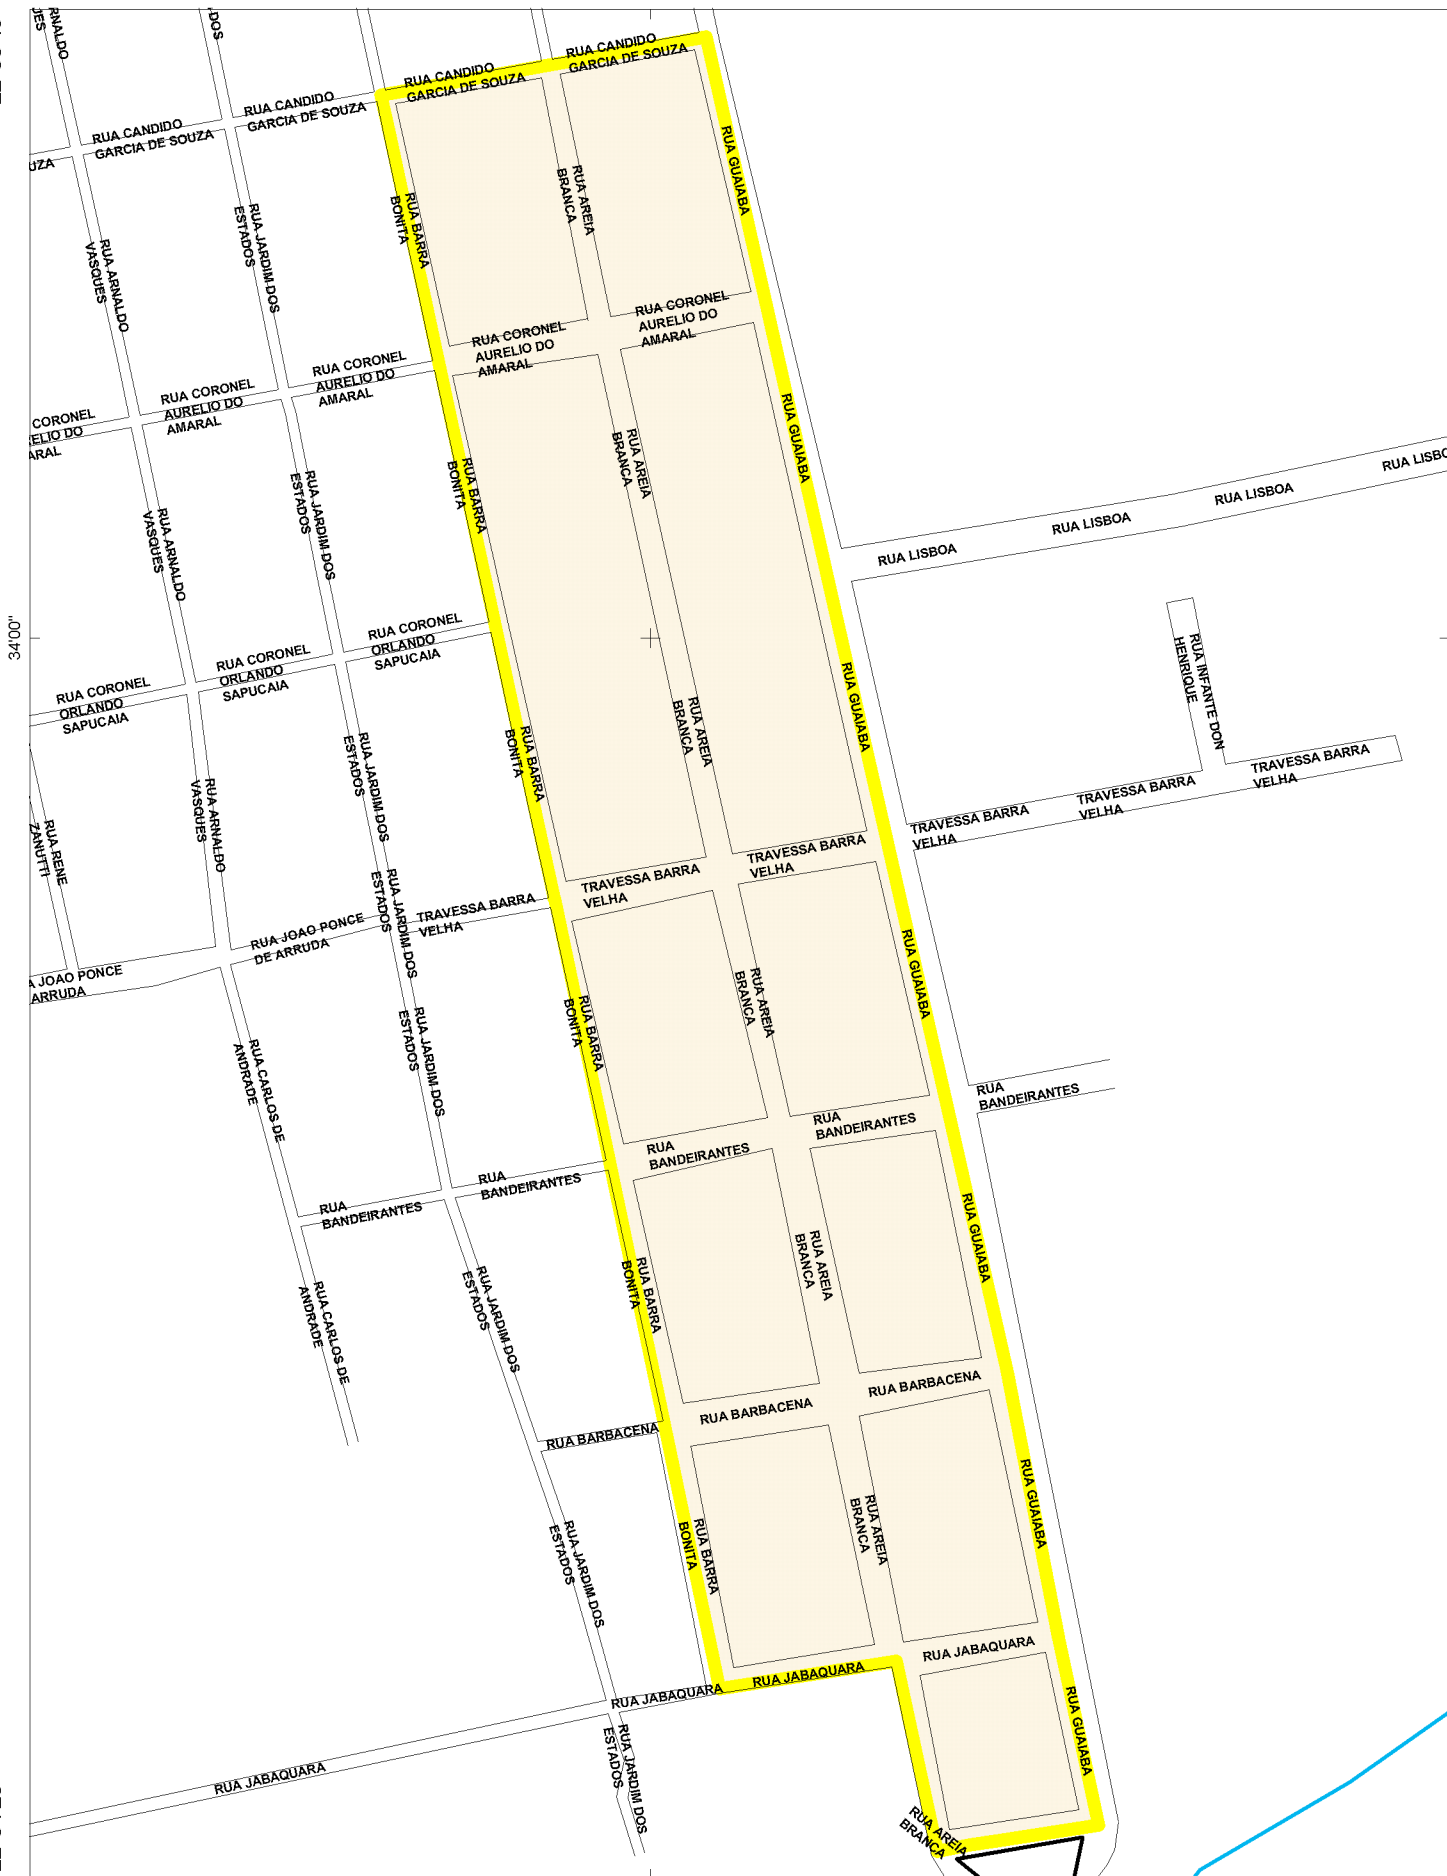 RNALDO
DOS
RUA CANDIDO
GARCIA DE SOUZA
RUA CANDIDO
GARCIA DE SOUZA
RUA CANDIDO
GARCIA DE SOUZA
RUA CANDIDO
GARCIA DE SOUZA
UZA
RUA GUAIABA
RUA AREIA
BRANCA
RUA BARRA
BONITA
RUA JARDIM DOS
ESTADOS
RUA ARNALDO
VASQUES
RUA CORONEL
AURELIO DO
AMARAL
RUA CORONEL
AURELIO DO
AMARAL
RUA CORONEL
AURELIO DO
AMARAL
RUA CORONEL
AURELIO DO
AMARAL
CORONEL
ELIO DO
ARAL
RUA GUAIABA
RUA AREIA
BRANCA
RUA BARRA
BONITA
RUA JARDIM DOS
ESTADOS
RUA ARNALDO
VASQUES
RUA LISBO
RUA LISBOA
RUA LISBOA
RUA LISBOA
34'00"
RUA CORONEL
ORLANDO
SAPUCAIA
RUA CORONEL
ORLANDO
SAPUCAIA
RUA CORONEL
ORLANDO
SAPUCAIA
RUA INFANTE DON
HENRIQUE
RUA GUAIABA
RUA AREIA
BRANCA
RUA BARRA
BONITA
RUA JARDIM DOS
ESTADOS
RUA ARNALDO
VASQUES
RUA RENE
ZANUTTI
TRAVESSA BARRA
VELHA
TRAVESSA BARRA
VELHA
TRAVESSA BARRA
VELHA
TRAVESSA BARRA
VELHA
TRAVESSA BARRA
VELHA
TRAVESSA BARRA
VELHA
RUA JARDIM DOS
ESTADOS
RUA JOAO PONCE
DE ARRUDA
A JOAO PONCE
ARRUDA
RUA GUAIABA
RUA AREIA
BRANCA
RUA BARRA
BONITA
RUA JARDIM DOS
ESTADOS
RUA CARLOS DE
ANDRADE
RUA
BANDEIRANTES
RUA
BANDEIRANTES
RUA
BANDEIRANTES
RUA
BANDEIRANTES
RUA
BANDEIRANTES
RUA GUAIABA
RUA AREIA
BRANCA
RUA BARRA
BONITA
RUA JARDIM DOS
ESTADOS
RUA CARLOS DE
ANDRADE
RUA BARBACENA
RUA BARBACENA
RUA BARBACENA
RUA GUAIABA
RUA AREIA
BRANCA
RUA BARRA
BONITA
RUA JARDIM DOS
ESTADOS
RUA JABAQUARA
RUA JABAQUARA
RUA JABAQUARA
RUA JABAQUARA
RUA GUAIABA
RUA JARDIM DOS
ESTADOS
RUA AREIA
BRANCA